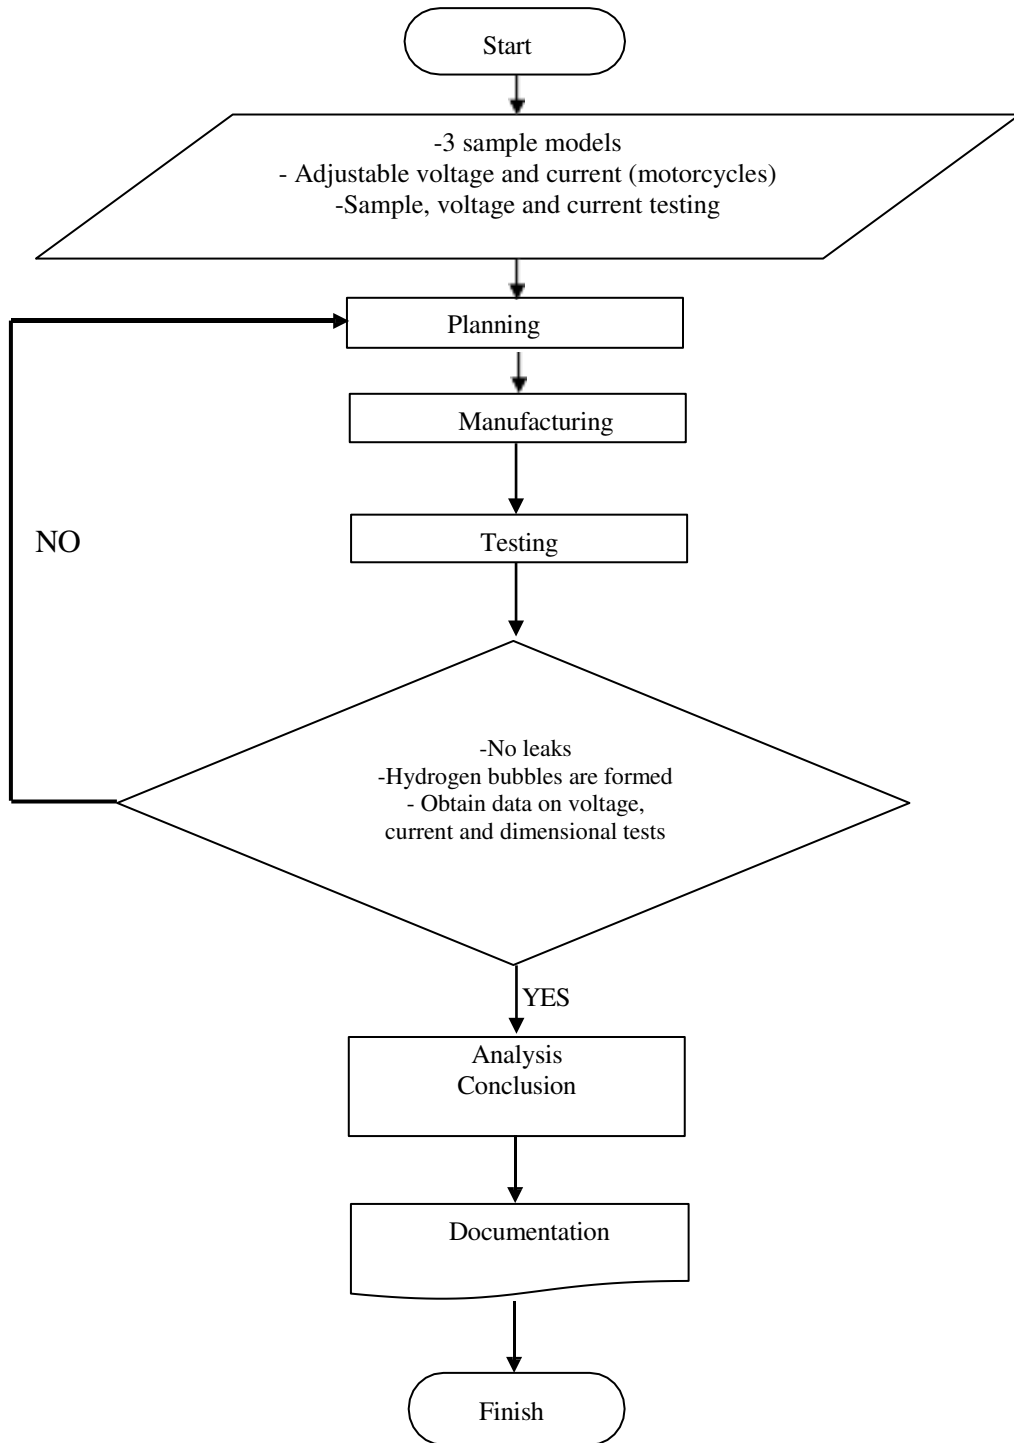 Start
-3 sample models
- Adjustable voltage and current (motorcycles)
-Sample, voltage and current testing
Planning
Manufacturing
NO
Testing
-No leaks
-Hydrogen bubbles are formed
- Obtain data on voltage,
current and dimensional tests
YES
Analysis
Conclusion
Documentation
Finish